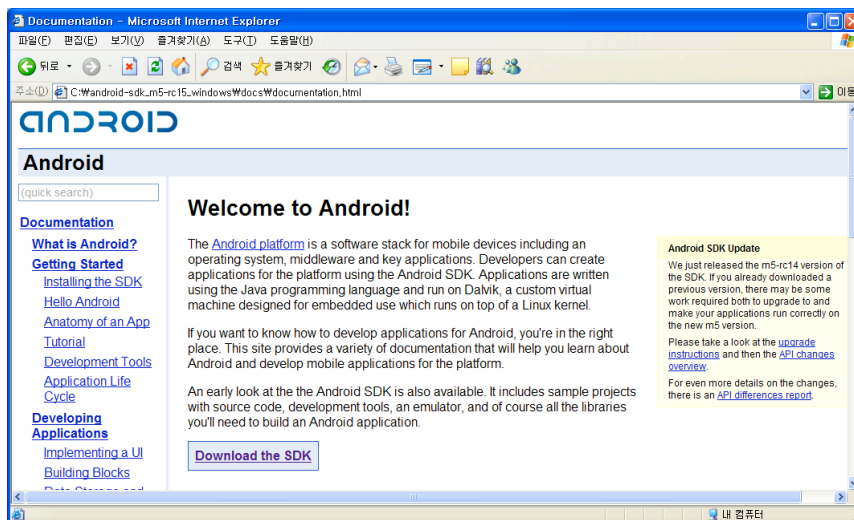 Documentation - Microsoft Internet Explorer
파일(F) 편집(E) 보기(V) 즐겨찾기(A) 도구(T) 도움말(H)
뒤로 검색 즐겨찾기
주소(D) C:₩android-sdk_m5-rc15_windows₩docs₩documentation.html 이동
ANDROID
Android
(quick search)
Documentation
What is Android?
Getting Started
Installing the SDK
Hello Android
Anatomy of an App
Tutorial
Development Tools
Application Life
Cycle
Developing
Applications
Implementing a UI
Building Blocks
Data Storage and
Welcome to Android!
The Android platform is a software stack for mobile devices including an
operating system, middleware and key applications. Developers can create
applications for the platform using the Android SDK. Applications are written
using the Java programming language and run on Dalvik, a custom virtual
machine designed for embedded use which runs on top of a Linux kernel.
If you want to know how to develop applications for Android, you're in the right
place. This site provides a variety of documentation that will help you learn about
Android and develop mobile applications for the platform.
An early look at the the Android SDK is also available. It includes sample projects
with source code, development tools, an emulator, and of course all the libraries
you'll need to build an Android application.
Download the SDK
Android SDK Update
We just released the m5-rc14 version of
the SDK. If you already downloaded a
previous version, there may be some
work required both to upgrade to and
make your applications run correctly on
the new m5 version.
Please take a look at the upgrade
instructions and then the API changes
overview.
For even more details on the changes,
there is an API differences report.
내 컴퓨터